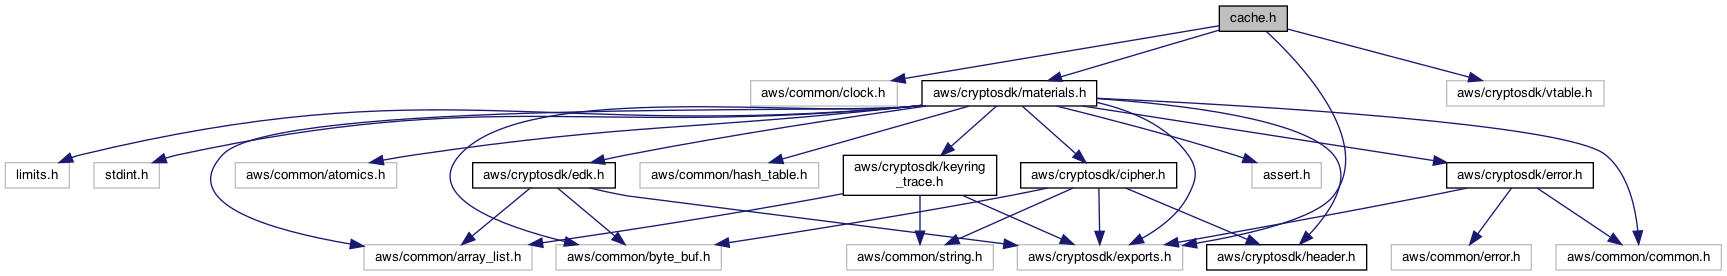 cache.h
aws/common/clock.h
aws/cryptosdk/materials.h
aws/cryptosdk/vtable.h
limits.h
stdint.h
aws/common/atomics.h
aws/cryptosdk/edk.h
aws/common/hash_table.h
aws/cryptosdk/keyring
_trace.h
aws/cryptosdk/cipher.h
assert.h
aws/cryptosdk/error.h
aws/common/array_list.h
aws/common/byte_buf.h
aws/common/string.h
aws/cryptosdk/exports.h
aws/cryptosdk/header.h
aws/common/error.h
aws/common/common.h